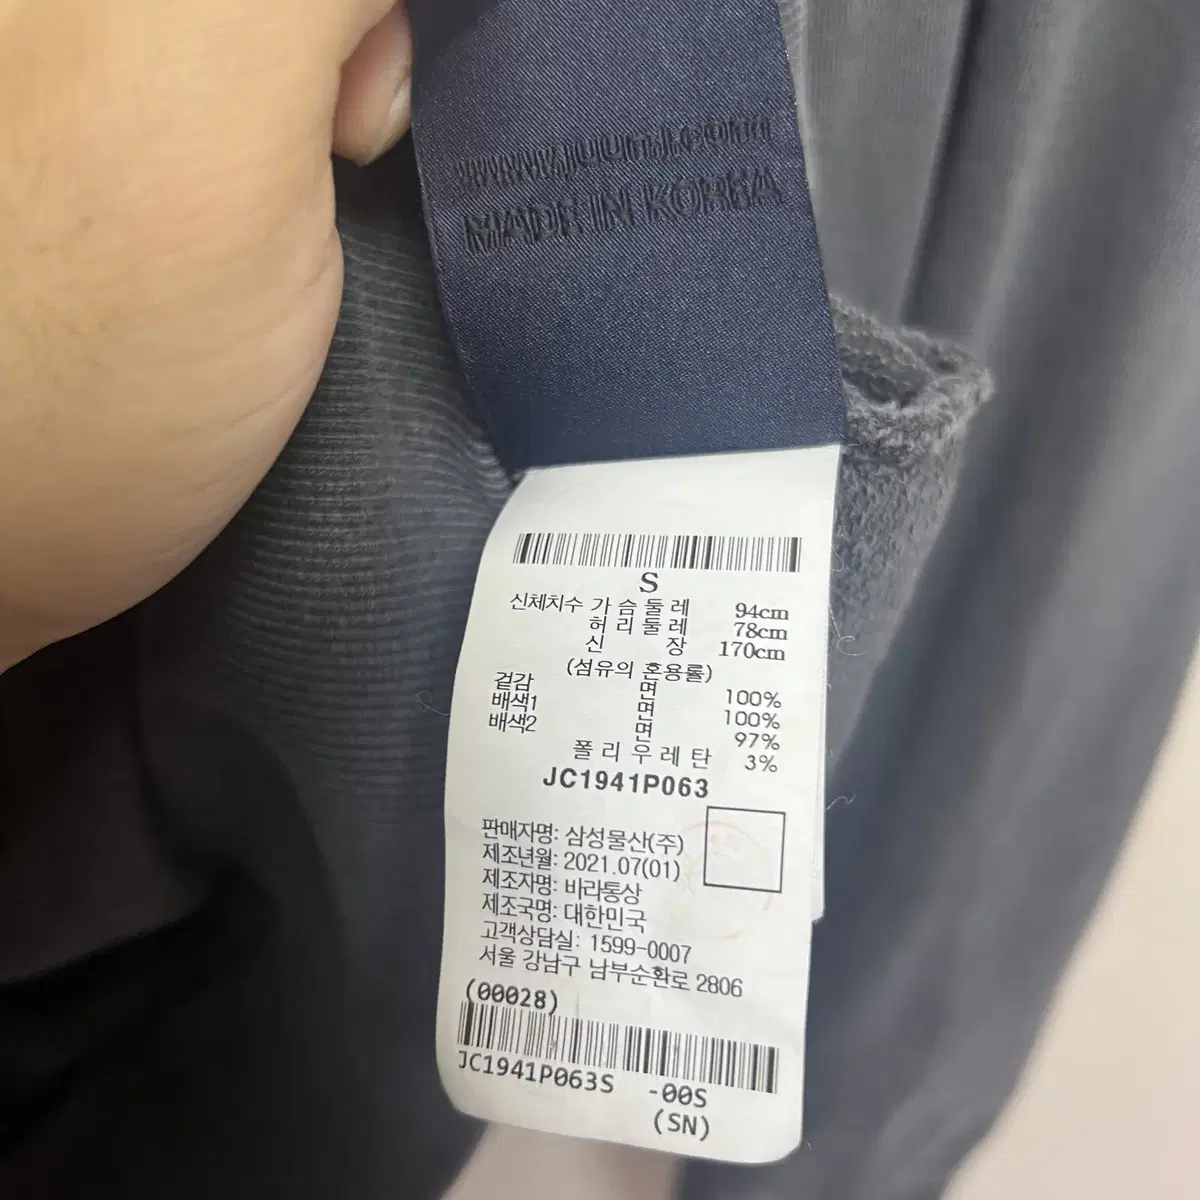 www.juunj.com
MADE IN KOREA
S
신체치수 가슴둘레 94cm
허리둘레 78cm
신 장 170cm
(섬유의 혼용률)
겉감 면 100%
배색1 면 100%
배색2 면 97%
폴리우레탄 3%
JC1941P063
판매자명: 삼성물산(주)
제조년월: 2021.07(01)
제조자명: 바라통상
제조국명: 대한민국
고객상담실: 1599-0007
서울 강남구 남부순환로 2806
(00028)
JC1941P063S -00S
(SN)